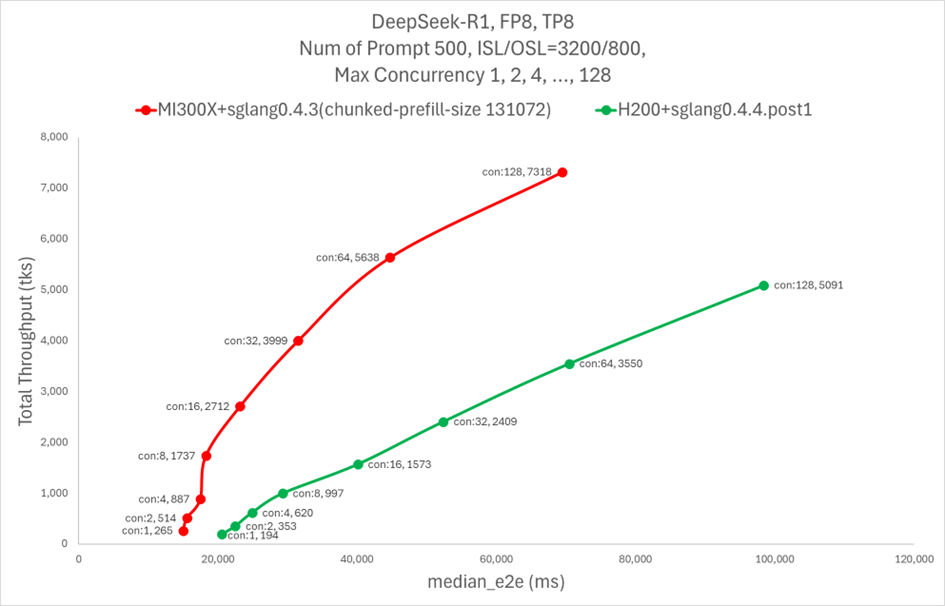 DeepSeek-R1, FP8, TP8
Num of Prompt 500, ISL/OSL=3200/800,
Max Concurrency 1, 2, 4, ..., 128
MI300X+sglang0.4.3(chunked-prefill-size 131072)
H200+sglang0.4.4.post1
8,000
7,000
6,000
5,000
4,000
3,000
2,000
1,000
0
Total Throughput (tks)
con:128, 7318
con:64, 5638
con:32, 3999
con:16, 2712
con:8, 1737
con:4, 887
con:2, 514
con:1, 265
con:128, 5091
con:64, 3550
con:32, 2409
con:16, 1573
con:8, 997
con:4, 620
con:2, 353
con:1, 194
0
20,000
40,000
60,000
80,000
100,000
120,000
median_e2e (ms)